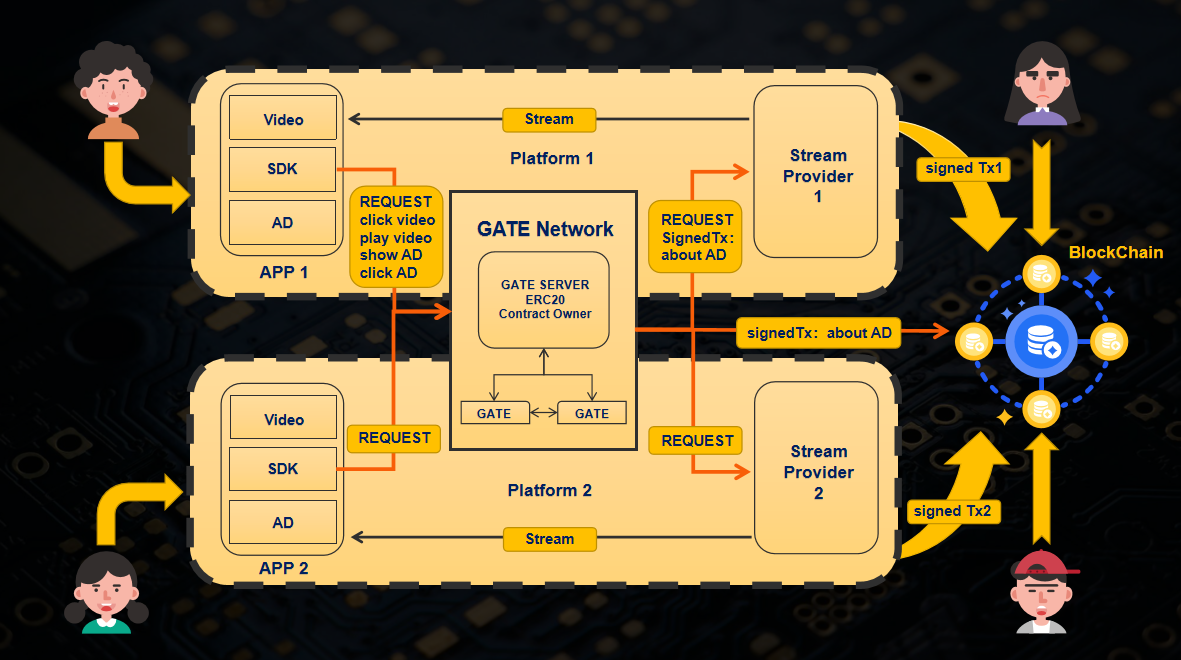 Video
SDK
AD
APP 1
Stream
Platform 1
REQUEST
click video
play video
show AD
click AD
GATE Network
GATE SERVER
ERC20
Contract Owner
GATE
GATE
REQUEST
SignedTx:
about AD
Stream
Provider
1
signed Tx1
BlockChain
signedTx: about AD
Video
SDK
AD
APP 2
REQUEST
Platform 2
Stream
REQUEST
Stream
Provider
2
signed Tx2